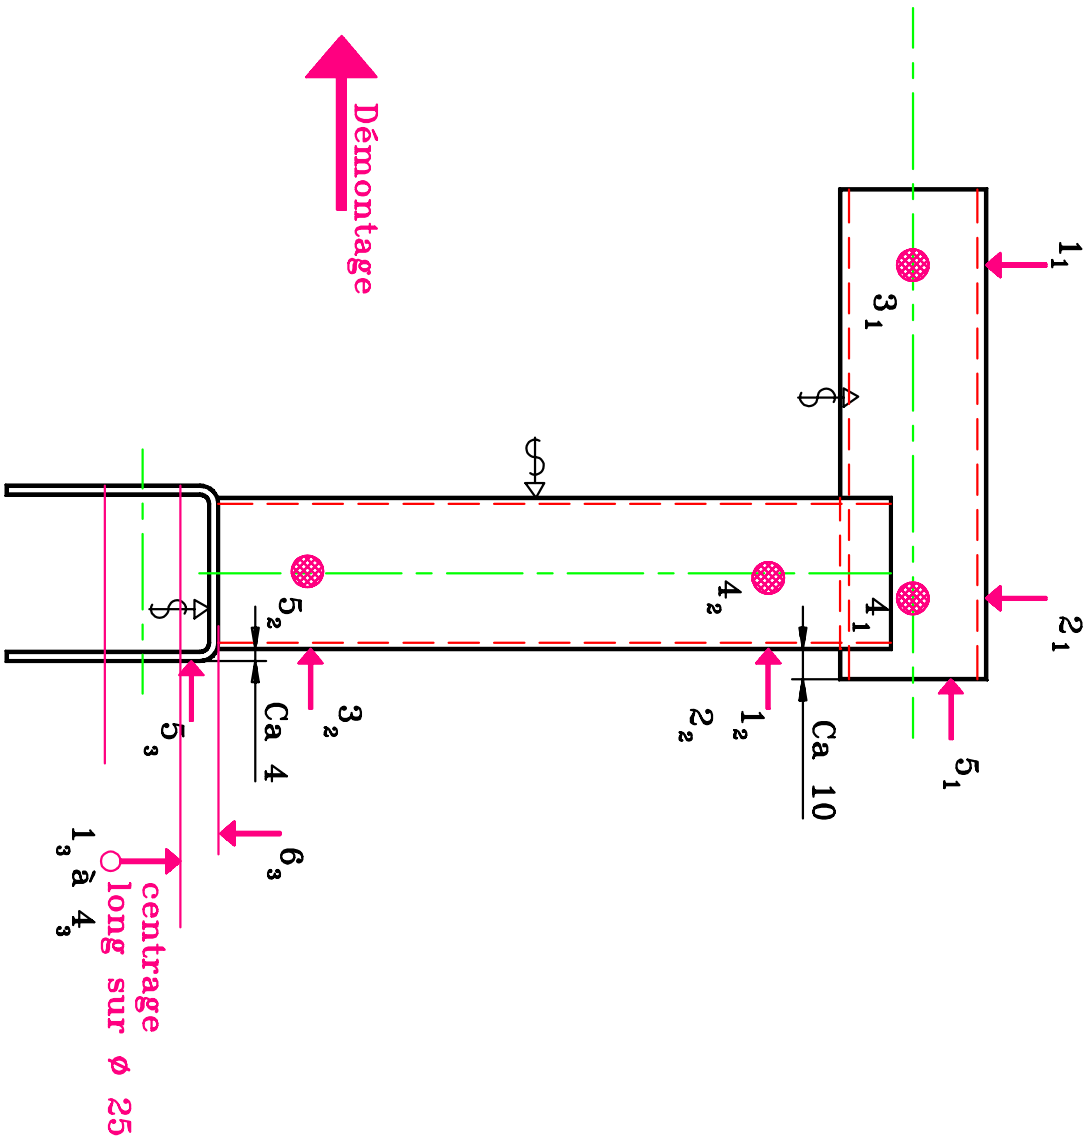 1₁
2₁
5₁
3₁
4₁
Ca 10
4₂
1₂
2₂
Démontage
3₂
5₂
6₃
Ca 4
5₃
centrage
long sur ø 25
1₃ à 4₃